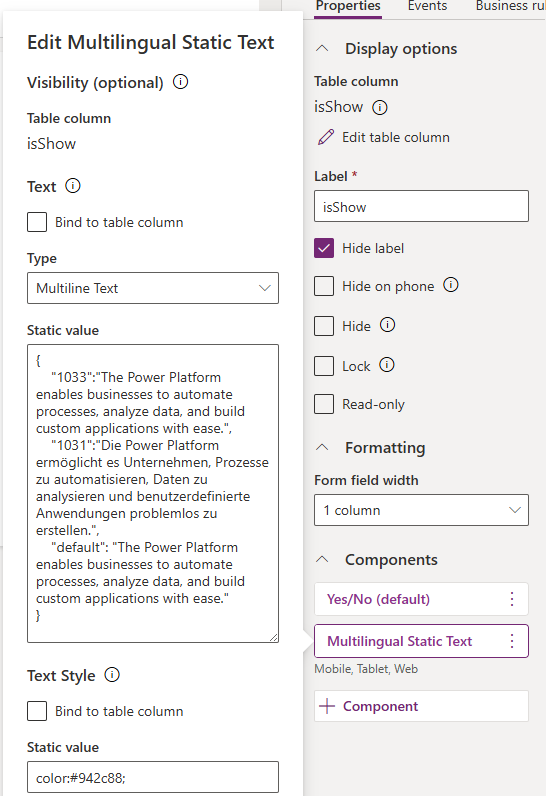 Edit Multilingual Static Text
Visibility (optional)
Table column
isShow
Text
Bind to table column
Type
Multiline Text
Static value
{
"1033":"The Power Platform
enables businesses to automate
processes, analyze data, and build
custom applications with ease.",
"1031":"Die Power Platform
ermöglicht es Unternehmen, Prozesse
zu automatisieren, Daten zu
analysieren und benutzerdefinierte
Anwendungen problemlos zu
erstellen.",
"default": "The Power Platform
enables businesses to automate
processes, analyze data, and build
custom applications with ease."
}
Text Style
Bind to table column
Static value
color:#942c88;
Properties Events Business rul
Display options
Table column
isShow
Edit table column
Label *
isShow
Hide label
Hide on phone
Hide
Lock
Read-only
Formatting
Form field width
1 column
Components
Yes/No (default)
Multilingual Static Text
Mobile, Tablet, Web
Component